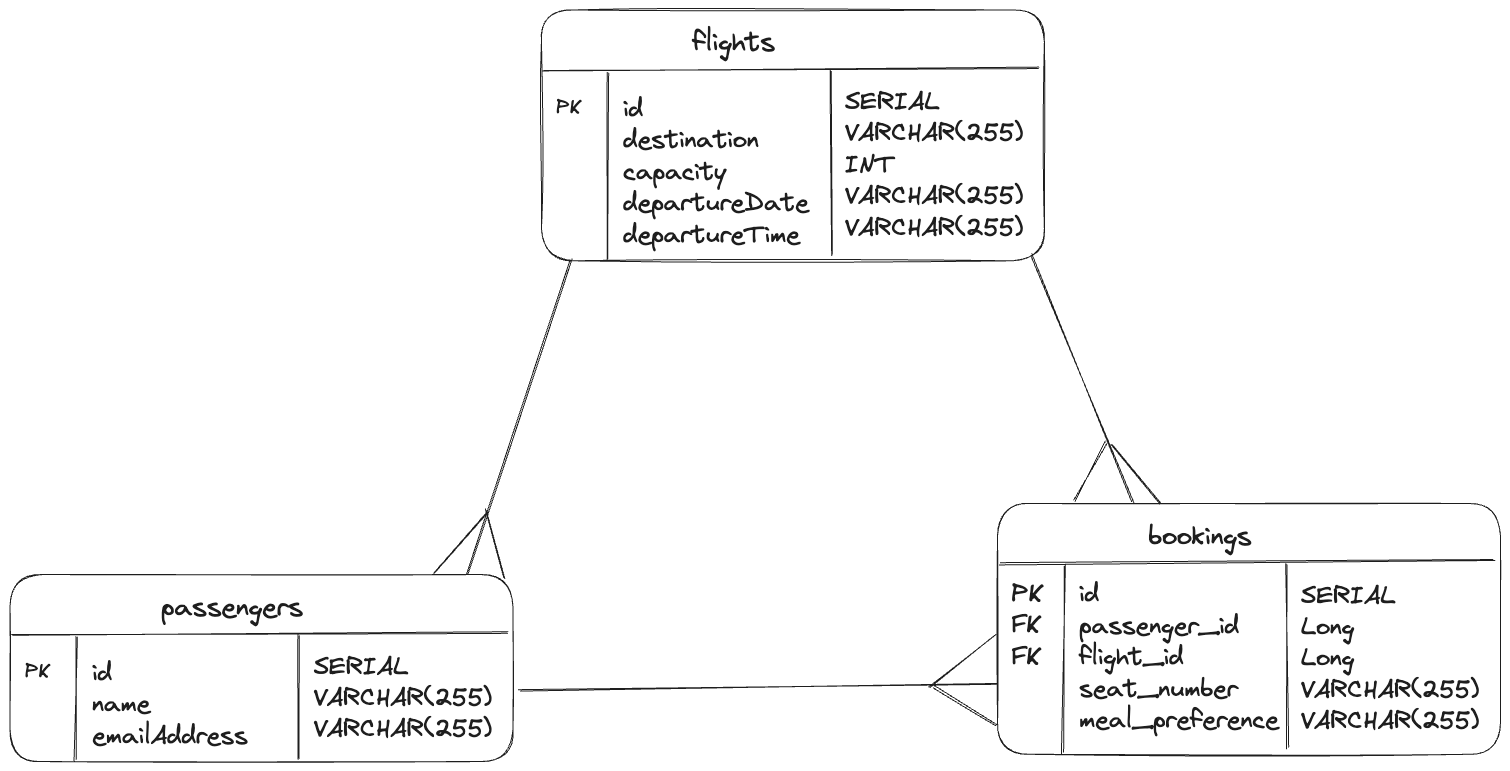 flights
PK id SERIAL
destination VARCHAR(255)
capacity INT
departureDate VARCHAR(255)
departureTime VARCHAR(255)
passengers
PK id SERIAL
name VARCHAR(255)
emailAddress VARCHAR(255)
bookings
PK id SERIAL
FK passenger_id Long
FK flight_id Long
seat_number VARCHAR(255)
meal_preference VARCHAR(255)